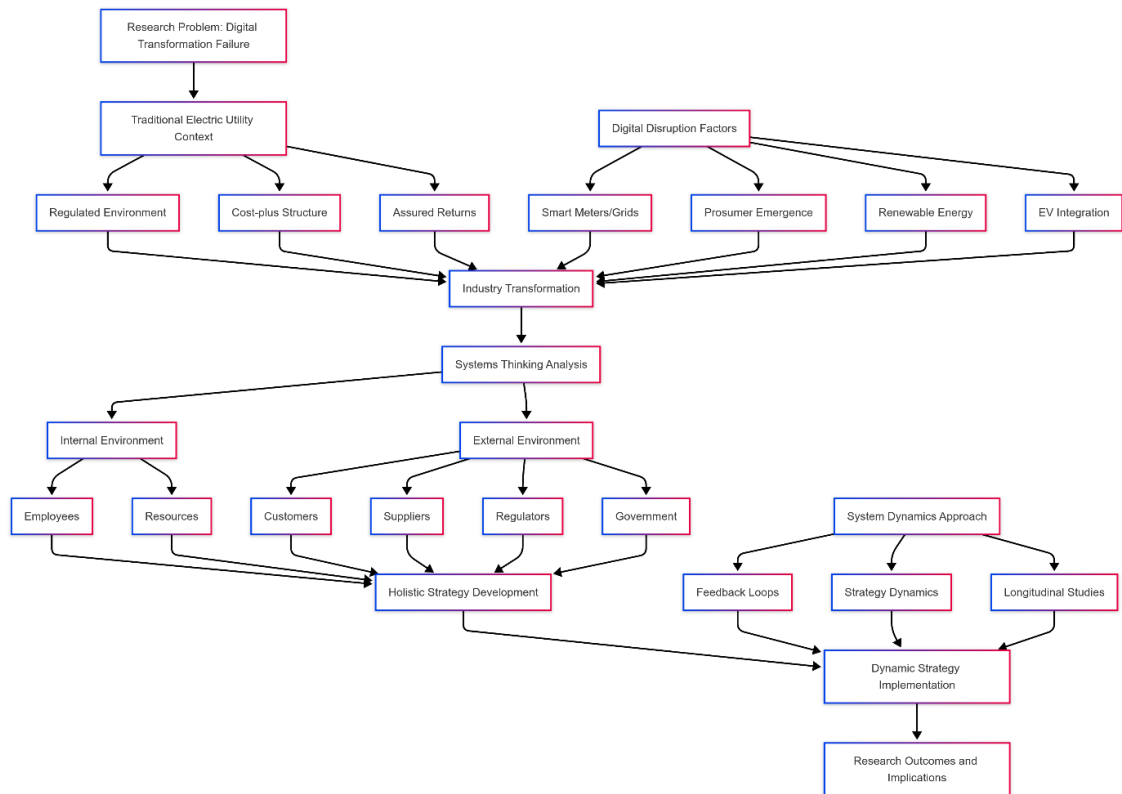 Research Problem: Digital
Transformation Failure
Traditional Electric Utility
Context
Digital Disruption Factors
Regulated Environment
Cost-plus Structure
Assured Returns
Smart Meters/Grids
Prosumer Emergence
Renewable Energy
EV Integration
Industry Transformation
Systems Thinking Analysis
Internal Environment
External Environment
Employees
Resources
Customers
Suppliers
Regulators
Government
System Dynamics Approach
Holistic Strategy Development
Feedback Loops
Strategy Dynamics
Longitudinal Studies
Dynamic Strategy
Implementation
Research Outcomes and
Implications